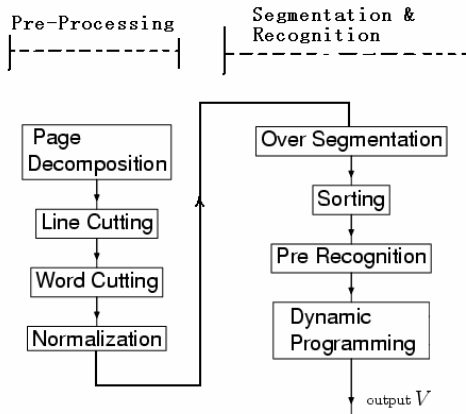 Pre-Processing
Segmentation &
Recognition
Page
Decomposition
Line Cutting
Word Cutting
Normalization
Over Segmentation
Sorting
Pre Recognition
Dynamic
Programming
output V